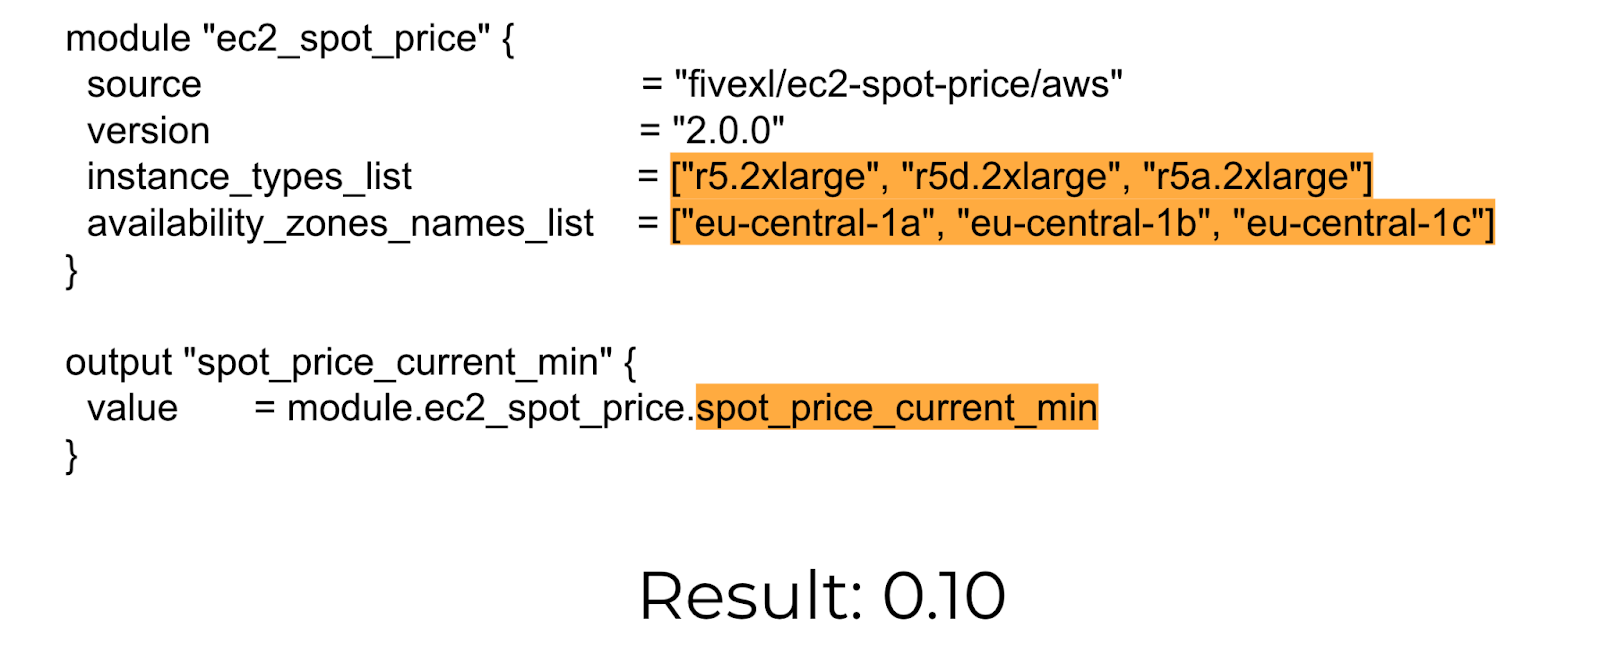 module "ec2_spot_price" {
source = "fivexl/ec2-spot-price/aws"
version = "2.0.0"
instance_types_list = ["r5.2xlarge", "r5d.2xlarge", "r5a.2xlarge"]
availability_zones_names_list = ["eu-central-1a", "eu-central-1b", "eu-central-1c"]
}
output "spot_price_current_min" {
value = module.ec2_spot_price.spot_price_current_min
}
Result: 0.10